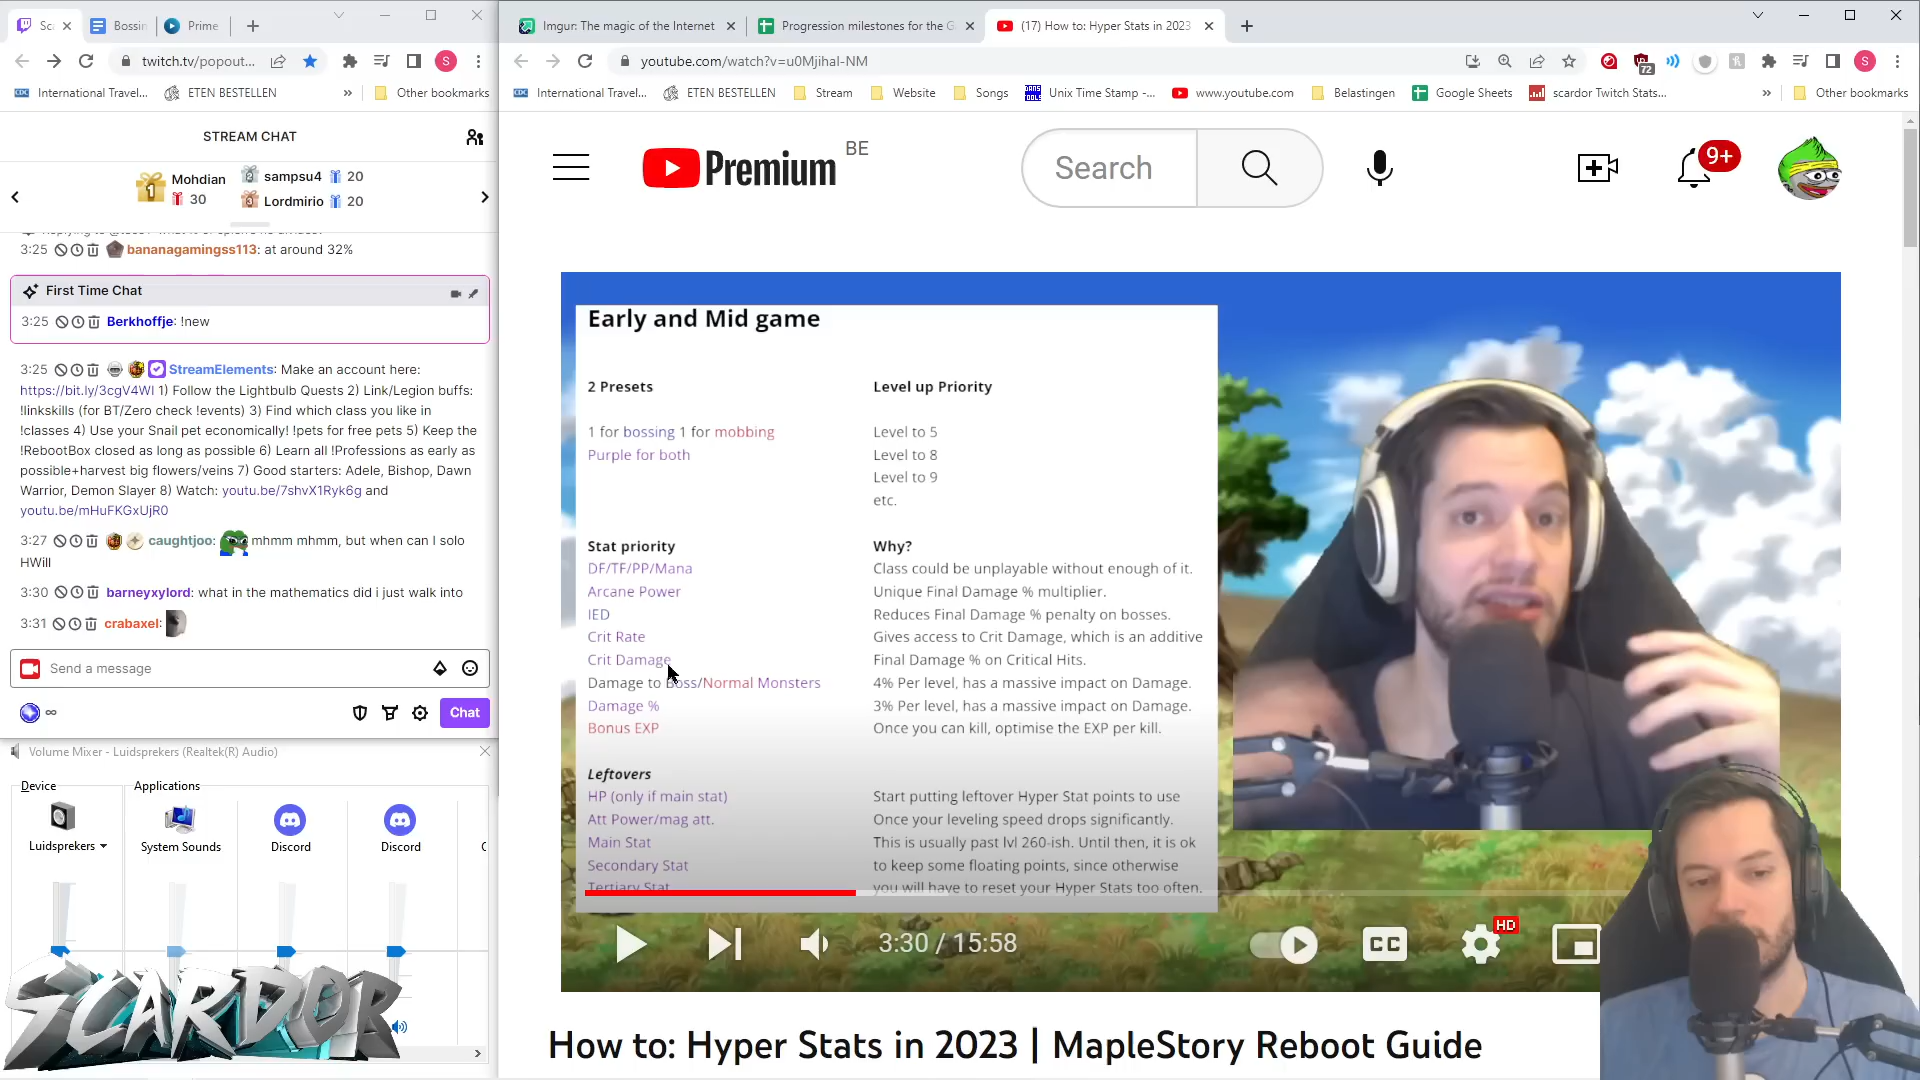 Sc
Bossin
Prime
twitch.tv/popout...
S
International Travel...
ETEN BESTELLEN
»
Other bookmarks
STREAM CHAT
1
Mohdian
30
2
sampsu4
20
3
Lordmirio
20
3:25 bananagamingss113: at around 32%
First Time Chat
3:25 Berkhoffje: !new
3:25 StreamElements: Make an account here:
https://bit.ly/3cgV4WI 1) Follow the Lightbulb Quests 2) Link/Legion buffs:
!linkskills (for BT/Zero check !events) 3) Find which class you like in
!classes 4) Use your Snail pet economically! !pets for free pets 5) Keep the
!RebootBox closed as long as possible 6) Learn all !Professions as early as
possible+harvest big flowers/veins 7) Good starters: Adele, Bishop, Dawn
Warrior, Demon Slayer 8) Watch: youtu.be/7shvX1Ryk6g and
youtu.be/mHuFKGxUjR0
3:27 caughtjoo: mhmm mhmm, but when can I solo
HWill
3:30 barneyxylord: what in the mathematics did i just walk into
3:31 crabaxel:
Send a message
∞
Chat
Volume Mixer - Luidsprekers (Realtek(R) Audio)
Device
Applications
Luidsprekers
System Sounds
Discord
Discord
SCARDOR
Imgur: The magic of the Internet
Progression milestones for the G
(17) How to: Hyper Stats in 2023
youtube.com/watch?v=u0MjihaI-NM
72
S
International Travel...
ETEN BESTELLEN
Stream
Website
Songs
Unix Time Stamp -...
www.youtube.com
Belastingen
Google Sheets
scardor Twitch Stats...
»
Other bookmarks
Premium
BE
Search
9+
Early and Mid game
2 Presets
Level up Priority
1 for bossing 1 for mobbing
Level to 5
Purple for both
Level to 8
Level to 9
etc.
Stat priority
Why?
DF/TF/PP/Mana
Class could be unplayable without enough of it.
Arcane Power
Unique Final Damage % multiplier.
IED
Reduces Final Damage % penalty on bosses.
Crit Rate
Gives access to Crit Damage, which is an additive
Crit Damage
Final Damage % on Critical Hits.
Damage to Boss/Normal Monsters
4% Per level, has a massive impact on Damage.
Damage %
3% Per level, has a massive impact on Damage.
Bonus EXP
Once you can kill, optimise the EXP per kill.
Leftovers
HP (only if main stat)
Start putting leftover Hyper Stat points to use
Att Power/mag att.
Once your leveling speed drops significantly.
Main Stat
This is usually past lvl 260-ish. Until then, it is ok
Secondary Stat
to keep some floating points, since otherwise
Tertiary Stat
you will have to reset your Hyper Stats too often.
3:30 / 15:58
CC
HD
How to: Hyper Stats in 2023 | MapleStory Reboot Guide